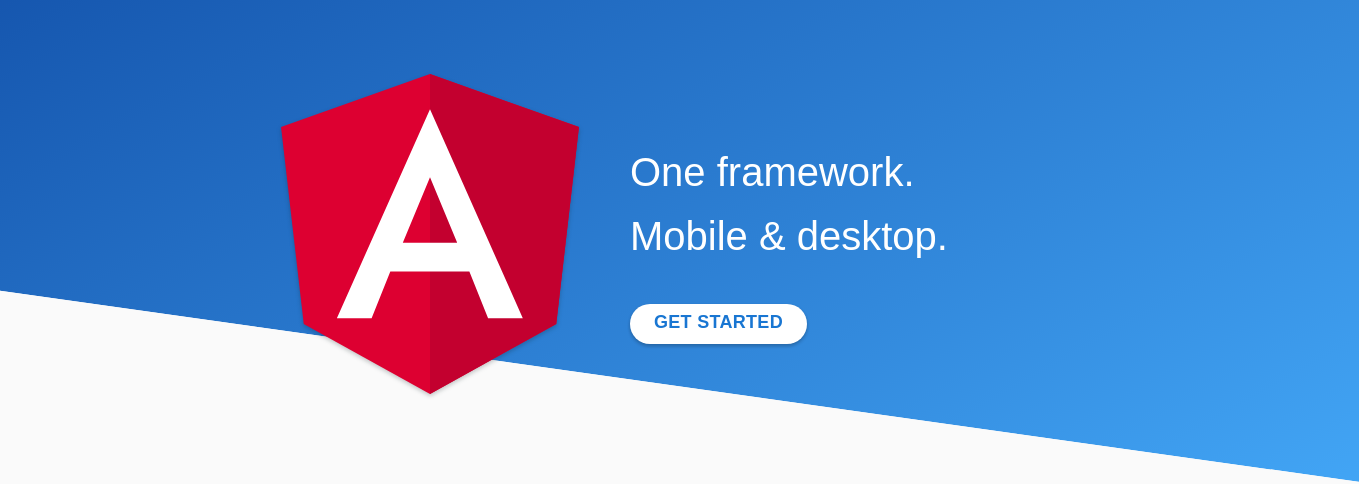 A
One framework.
Mobile & desktop.
GET STARTED